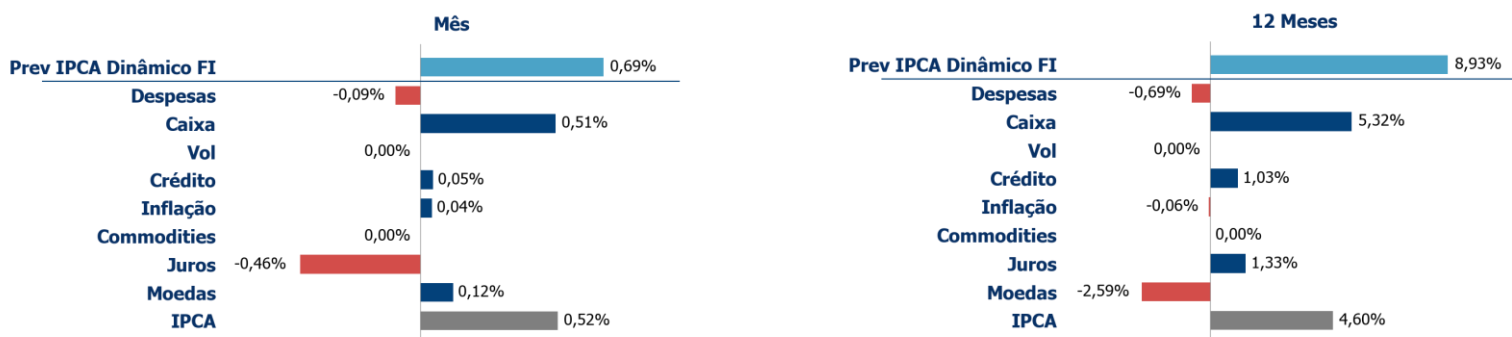 Mês
Prev IPCA Dinâmico FI 0,69%
Despesas -0,09%
Caixa 0,51%
Vol 0,00%
Crédito 0,05%
Inflação 0,04%
Commodities 0,00%
Juros -0,46%
Moedas 0,12%
IPCA 0,52%
12 Meses
Prev IPCA Dinâmico FI 8,93%
Despesas -0,69%
Caixa 5,32%
Vol 0,00%
Crédito 1,03%
Inflação -0,06%
Commodities 0,00%
Juros 1,33%
Moedas -2,59%
IPCA 4,60%